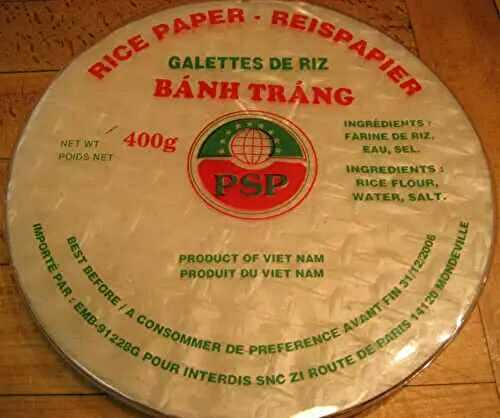 RICE PAPER - REISPAPIER
GALETTES DE RIZ
BÁNH TRÁNG
NET WT
POIDS NET
400g
INGRÉDIENTS :
FARINE DE RIZ,
EAU, SEL.
INGREDIENTS :
RICE FLOUR,
WATER, SALT.
PSP
PRODUCT OF VIET NAM
PRODUIT DU VIET NAM
BEST BEFORE / A CONSOMMER DE PREFERENCE AVANT FIN 31/12/2006
IMPORTÉ PAR : EMB-91228G POUR INTERDIS SNC ZI ROUTE DE PARIS 14120 MONDEVILLE